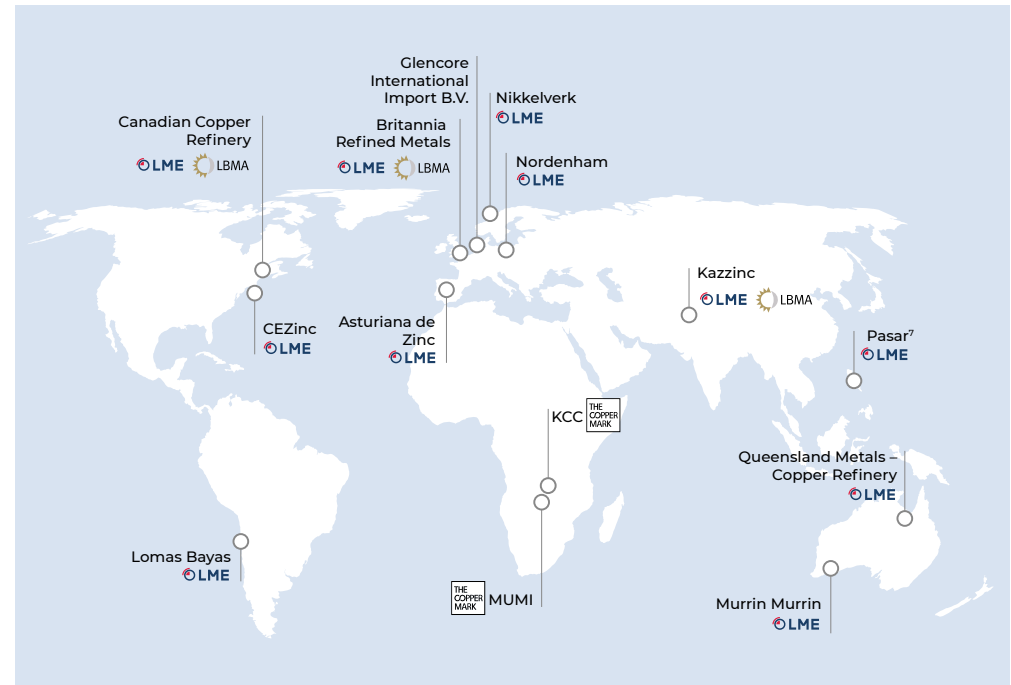 Glencore
International
Import B.V.
Nikkelverk
LME
Canadian Copper
Refinery
LME LBMA
Britannia
Refined Metals
LME LBMA
Nordenham
LME
Kazzinc
LME LBMA
CEZinc
LME
Asturiana de
Zinc
LME
Pasar⁷
LME
KCC
THE
COPPER
MARK
Queensland Metals –
Copper Refinery
LME
Lomas Bayas
LME
THE
COPPER
MARK
MUMI
Murrin Murrin
LME